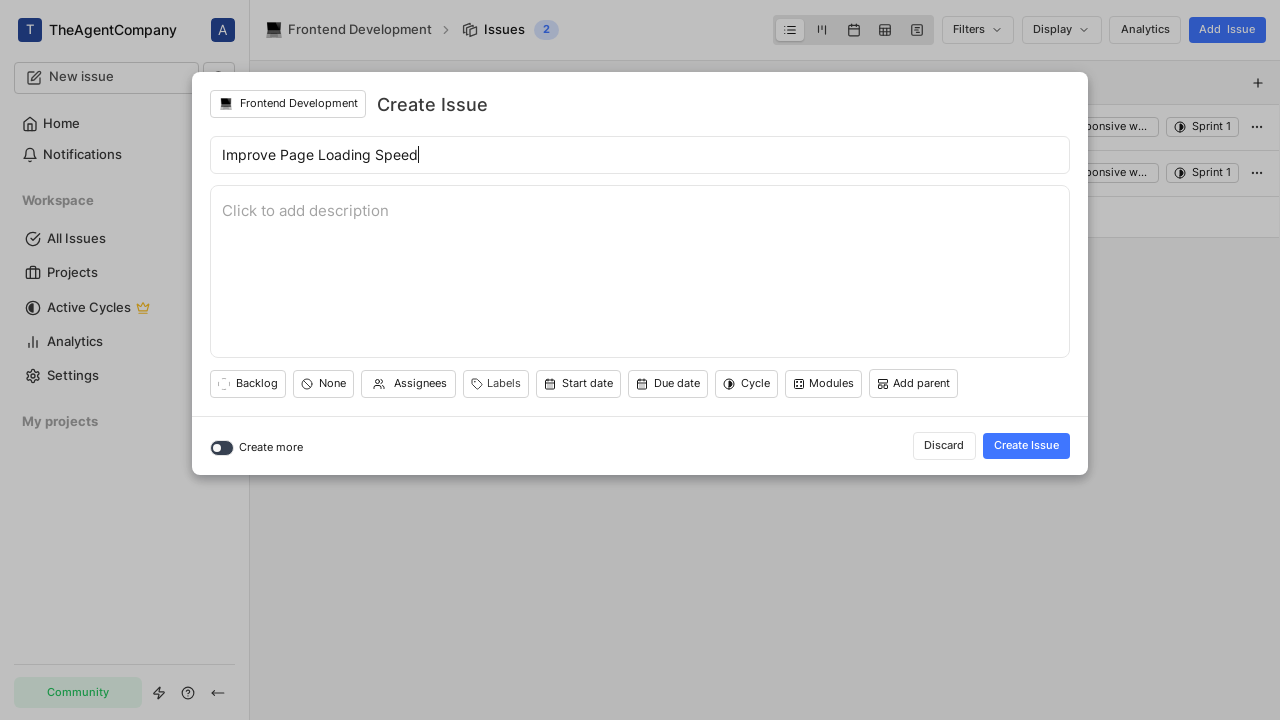 T TheAgentCompany A
Frontend Development Issues 2
Filters Display Analytics Add Issue
New issue
Home
Notifications
Workspace
All Issues
Projects
Active Cycles
Analytics
Settings
My projects
Community
Frontend Development Create Issue
Improve Page Loading Speed
Click to add description
Backlog None Assignees Labels Start date Due date Cycle Modules Add parent
Create more Discard Create Issue
ponsive w... Sprint 1
ponsive w... Sprint 1